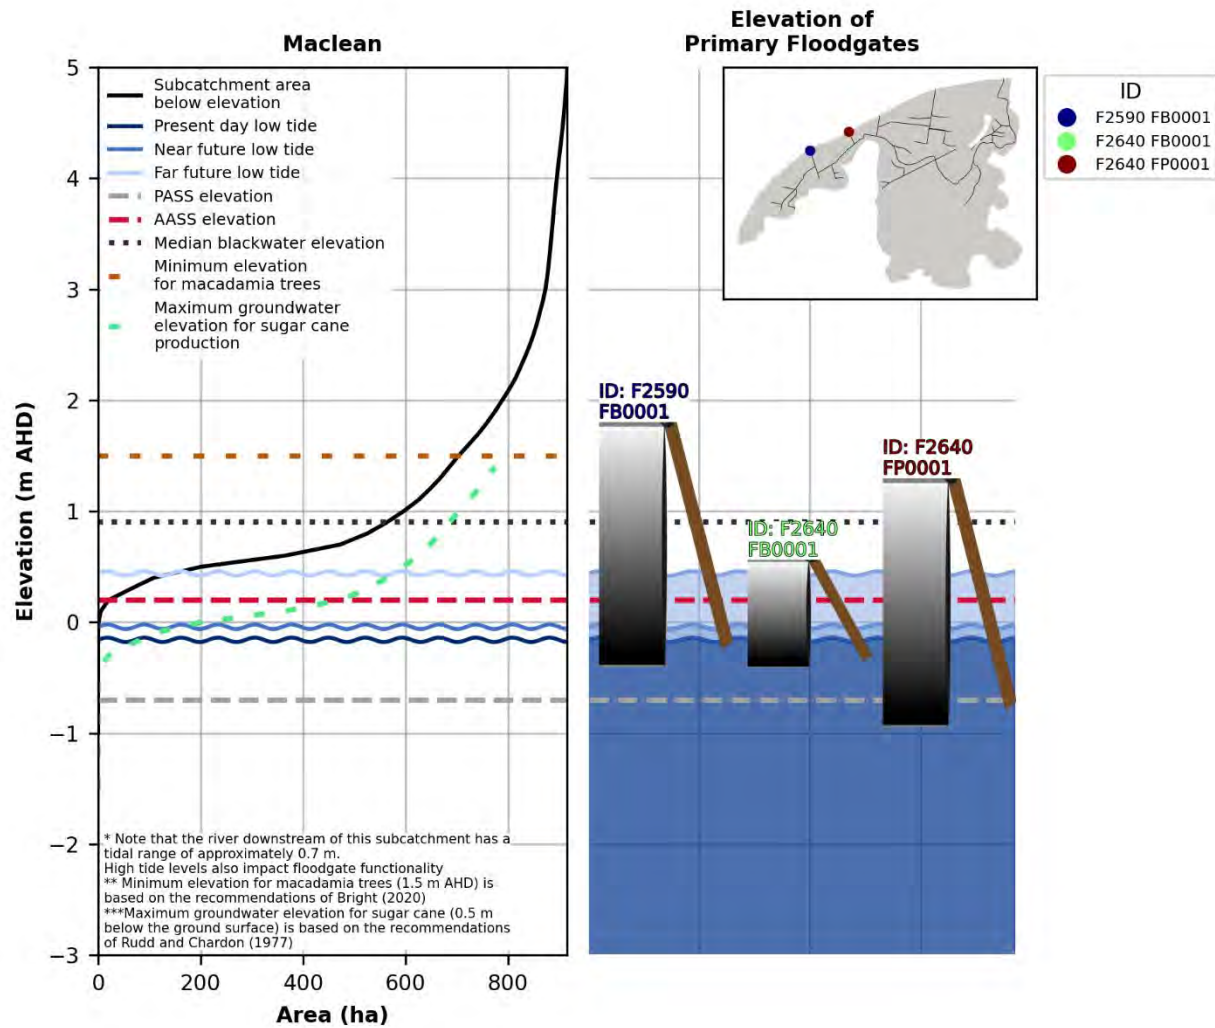 Maclean
Elevation of
Primary Floodgates
Elevation (m AHD)
5
4
3
2
1
0
−1
−2
−3
Subcatchment area
below elevation
Present day low tide
Near future low tide
Far future low tide
PASS elevation
AASS elevation
Median blackwater elevation
Minimum elevation
for macadamia trees
Maximum groundwater
elevation for sugar cane
production
* Note that the river downstream of this subcatchment has a
tidal range of approximately 0.7 m.
High tide levels also impact floodgate functionality
** Minimum elevation for macadamia trees (1.5 m AHD) is
based on the recommendations of Bright (2020)
***Maximum groundwater elevation for sugar cane (0.5 m
below the ground surface) is based on the recommendations
of Rudd and Chardon (1977)
0
200
400
600
800
Area (ha)
ID
F2590 FB0001
F2640 FB0001
F2640 FP0001
ID: F2590
FB0001
ID: F2640
FB0001
ID: F2640
FP0001